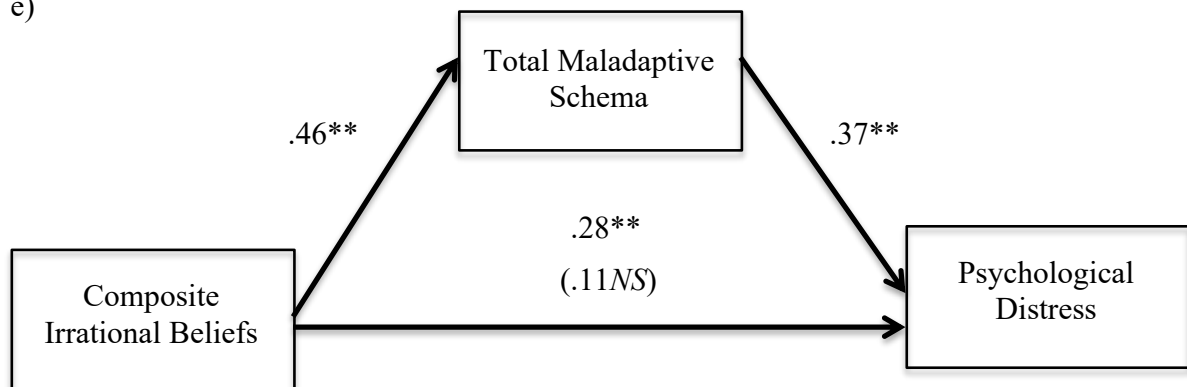 e)
Total Maladaptive
Schema
.46**
.37**
.28**
(.11NS)
Composite
Irrational Beliefs
Psychological
Distress